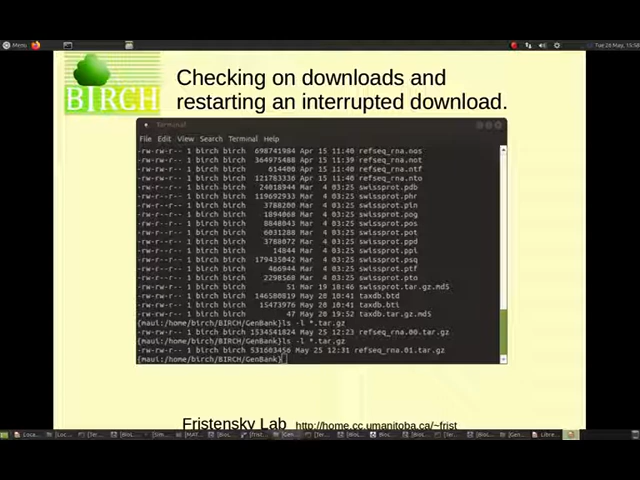 Menu
Tue 26 May, 15:58
BIRCH
Checking on downloads and
restarting an interrupted download.
Terminal
File Edit View Search Terminal Help
-rw-rw-r-- 1 birch birch 698741984 Apr 15 11:40 refseq_rna.nos
-rw-rw-r-- 1 birch birch 364975488 Apr 15 11:39 refseq_rna.not
-rw-rw-r-- 1 birch birch 614400 Apr 15 11:40 refseq_rna.ntf
-rw-rw-r-- 1 birch birch 121783336 Apr 15 11:40 refseq_rna.nto
-rw-rw-r-- 1 birch birch 24018944 Mar 4 03:25 swissprot.pdb
-rw-rw-r-- 1 birch birch 119692933 Mar 4 03:25 swissprot.phr
-rw-rw-r-- 1 birch birch 3788200 Mar 4 03:25 swissprot.pin
-rw-rw-r-- 1 birch birch 1894068 Mar 4 03:25 swissprot.pog
-rw-rw-r-- 1 birch birch 8848043 Mar 4 03:25 swissprot.pos
-rw-rw-r-- 1 birch birch 6031288 Mar 4 03:25 swissprot.pot
-rw-rw-r-- 1 birch birch 3788072 Mar 4 03:25 swissprot.ppd
-rw-rw-r-- 1 birch birch 14844 Mar 4 03:25 swissprot.ppi
-rw-rw-r-- 1 birch birch 179435042 Mar 4 03:25 swissprot.psq
-rw-rw-r-- 1 birch birch 466944 Mar 4 03:25 swissprot.ptf
-rw-rw-r-- 1 birch birch 2298568 Mar 4 03:25 swissprot.pto
-rw-rw-r-- 1 birch birch 51 Mar 19 18:46 swissprot.tar.gz.md5
-rw-rw-r-- 1 birch birch 146580819 May 20 10:41 taxdb.btd
-rw-rw-r-- 1 birch birch 15473976 May 20 10:41 taxdb.bti
-rw-rw-r-- 1 birch birch 47 May 20 19:52 taxdb.tar.gz.md5
{maui:/home/birch/BIRCH/GenBank}ls -l *.tar.gz
-rw-rw-r-- 1 birch birch 1534541824 May 25 12:23 refseq_rna.00.tar.gz
{maui:/home/birch/BIRCH/GenBank}ls -l *.tar.gz
-rw-rw-r-- 1 birch birch 531603456 May 25 12:31 refseq_rna.01.tar.gz
{maui:/home/birch/BIRCH/GenBank}
Fristensky Lab http://home.cc.umanitoba.ca/~frist